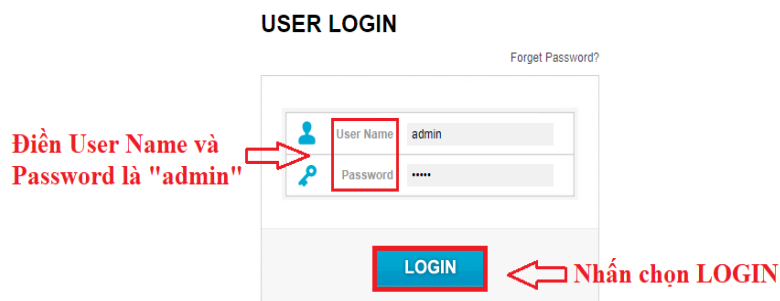 USER LOGIN
Forget Password?
User Name admin
Điền User Name và
Password là "admin"
Password •••••
LOGIN
Nhấn chọn LOGIN